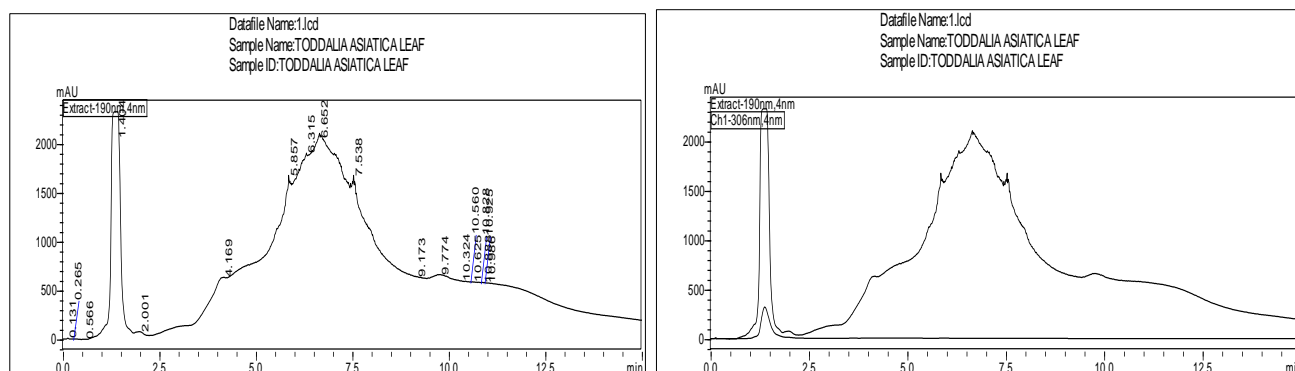 Datafile Name:1.lcd
Sample Name:TODDALIA ASIATICA LEAF
Sample ID:TODDALIA ASIATICA LEAF
mAU
Extract-190nm,4nm
2000
1500
1000
500
0
0.131
0.265
0.566
1.404
2.001
4.169
5.857
6.315
6.652
7.538
9.173
9.774
10.324
10.560
10.625
10.828
10.925
10.986
0.0 2.5 5.0 7.5 10.0 12.5 min
Datafile Name:1.lcd
Sample Name:TODDALIA ASIATICA LEAF
Sample ID:TODDALIA ASIATICA LEAF
mAU
Extract-190nm,4nm
Ch1-306nm,4nm
2000
1500
1000
500
0
0.0 2.5 5.0 7.5 10.0 12.5 min